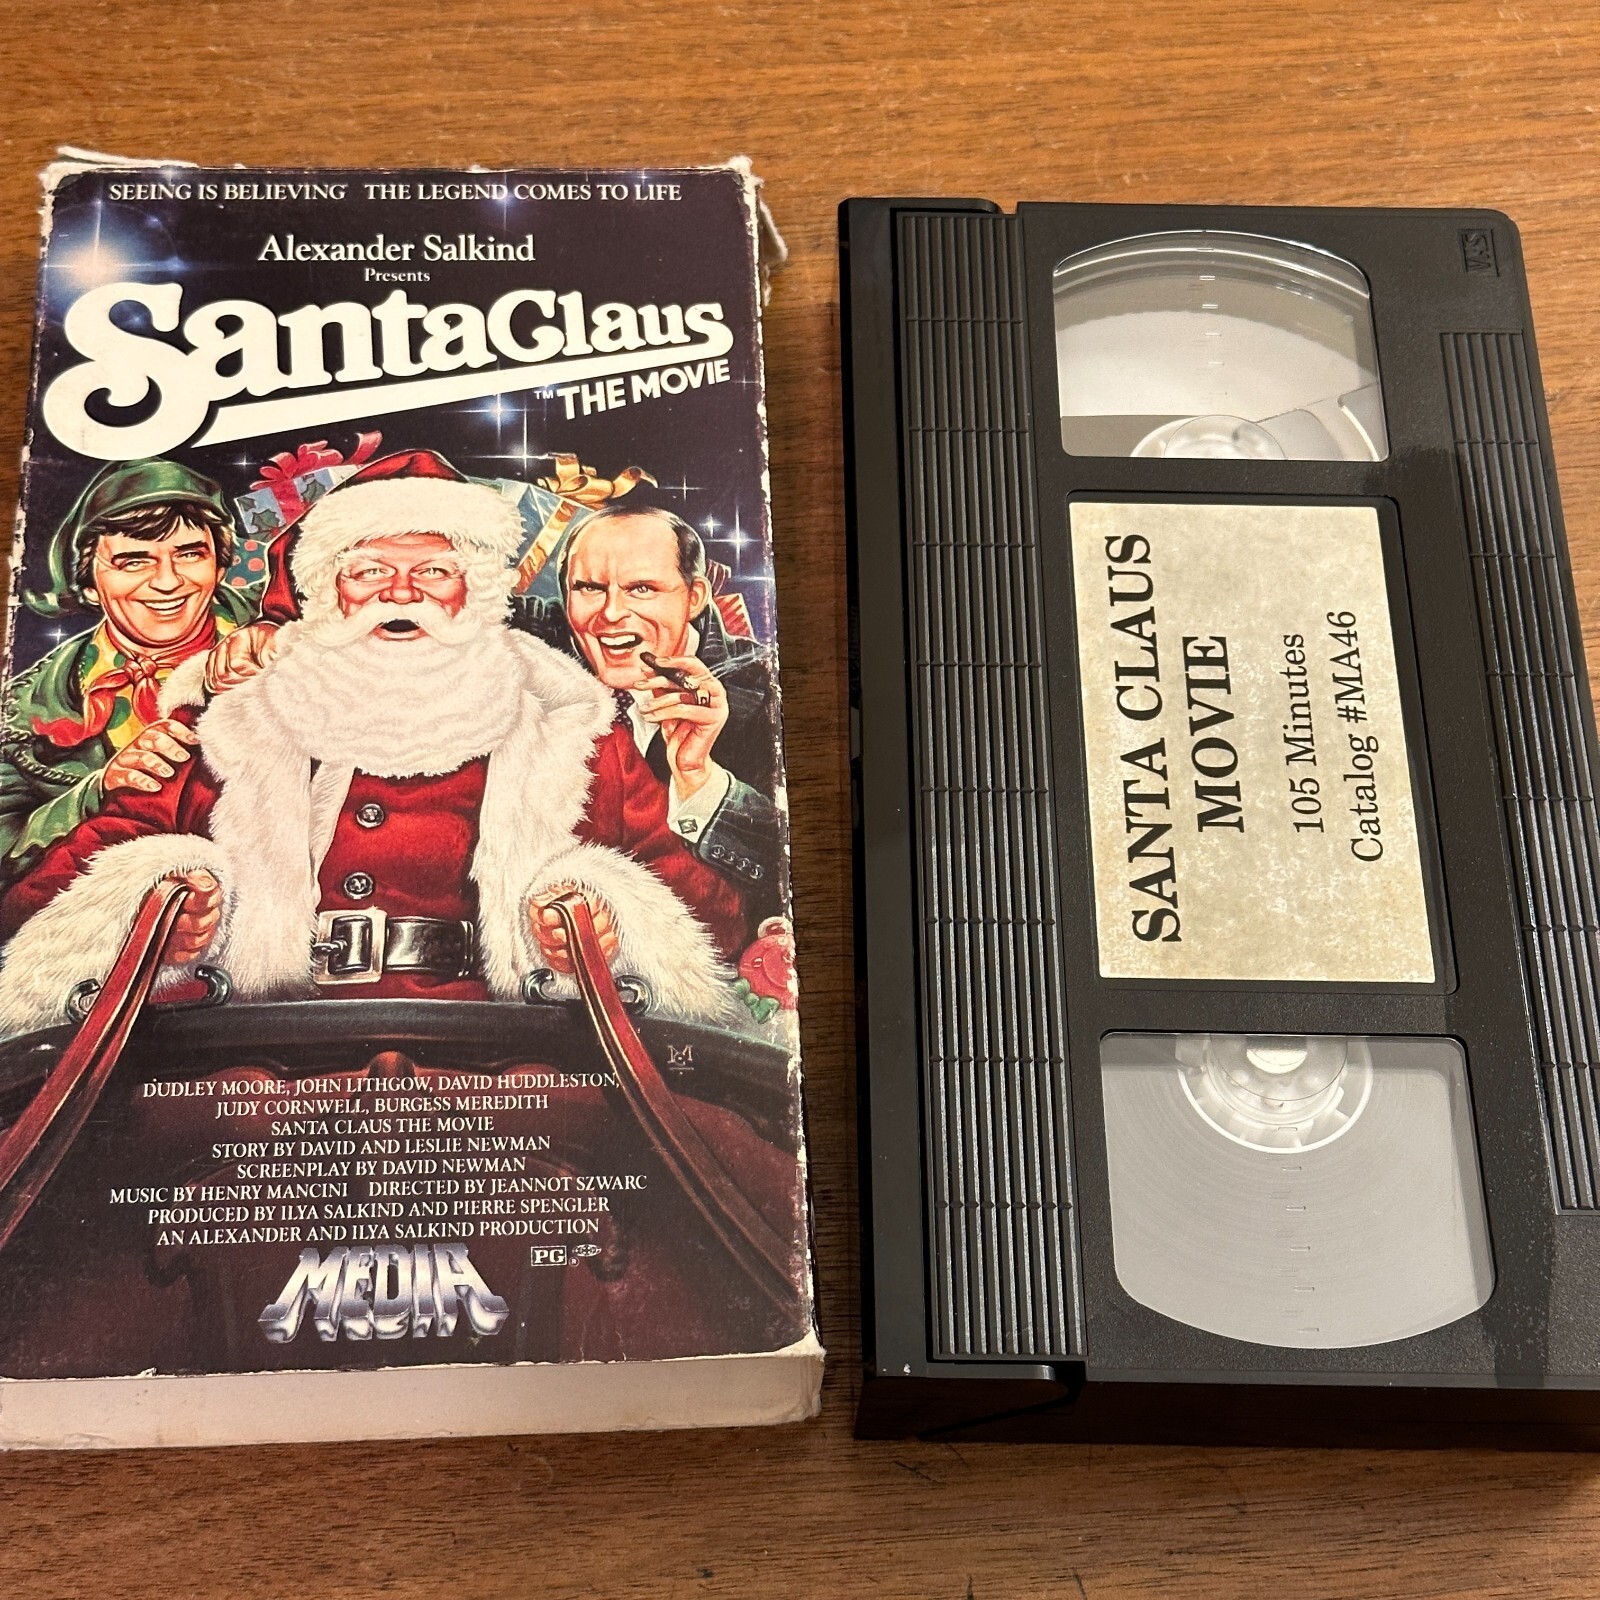 SEEING IS BELIEVING THE LEGEND COMES TO LIFE
Alexander Salkind
Presents
Santa Claus
™ THE MOVIE
DUDLEY MOORE, JOHN LITHGOW, DAVID HUDDLESTON,
JUDY CORNWELL, BURGESS MEREDITH
SANTA CLAUS THE MOVIE
STORY BY DAVID AND LESLIE NEWMAN
SCREENPLAY BY DAVID NEWMAN
MUSIC BY HENRY MANCINI DIRECTED BY JEANNOT SZWARC
PRODUCED BY ILYA SALKIND AND PIERRE SPENGLER
AN ALEXANDER AND ILYA SALKIND PRODUCTION
MEDIA
PG ®
SANTA CLAUS
MOVIE
105 Minutes
Catalog #MA46